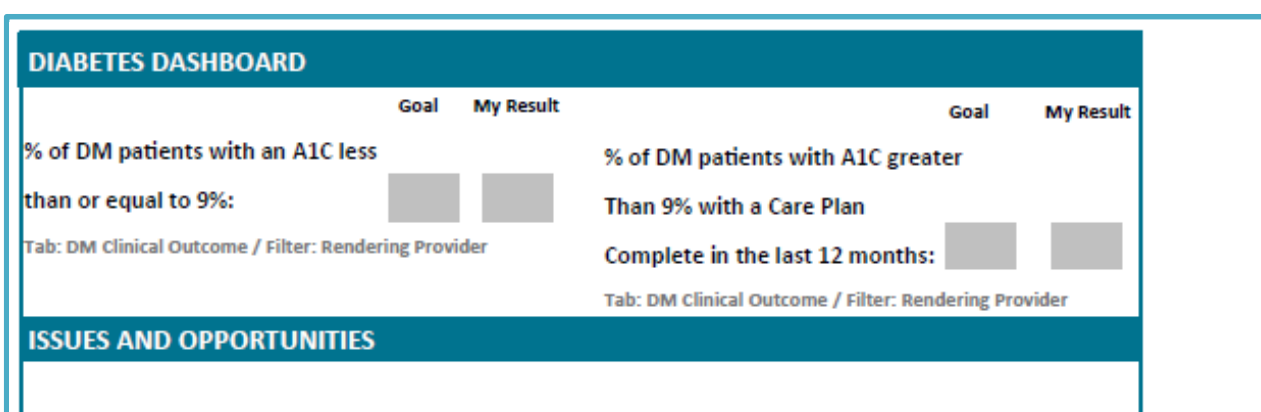 DIABETES DASHBOARD
Goal My Result
% of DM patients with an A1C less
than or equal to 9%:
Tab: DM Clinical Outcome / Filter: Rendering Provider
Goal My Result
% of DM patients with A1C greater
Than 9% with a Care Plan
Complete in the last 12 months:
Tab: DM Clinical Outcome / Filter: Rendering Provider
ISSUES AND OPPORTUNITIES